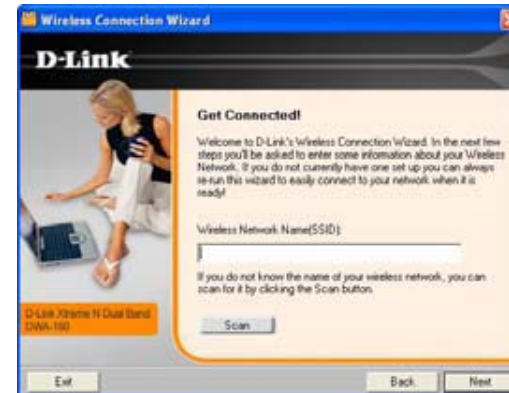 Wireless Connection Wizard
D-Link
Get Connected!
Welcome to D-Link's Wireless Connection Wizard. In the next few
steps you'll be asked to enter some information about your Wireless
Network. If you do not currently have one set up you can always
re-run this wizard to easily connect to your network when it is
ready!
Wireless Network Name(SSID):
If you do not know the name of your wireless network, you can
scan for it by clicking the Scan button.
D-Link Xtreme N Dual Band
DWA-160
Scan
Exit
Back
Next